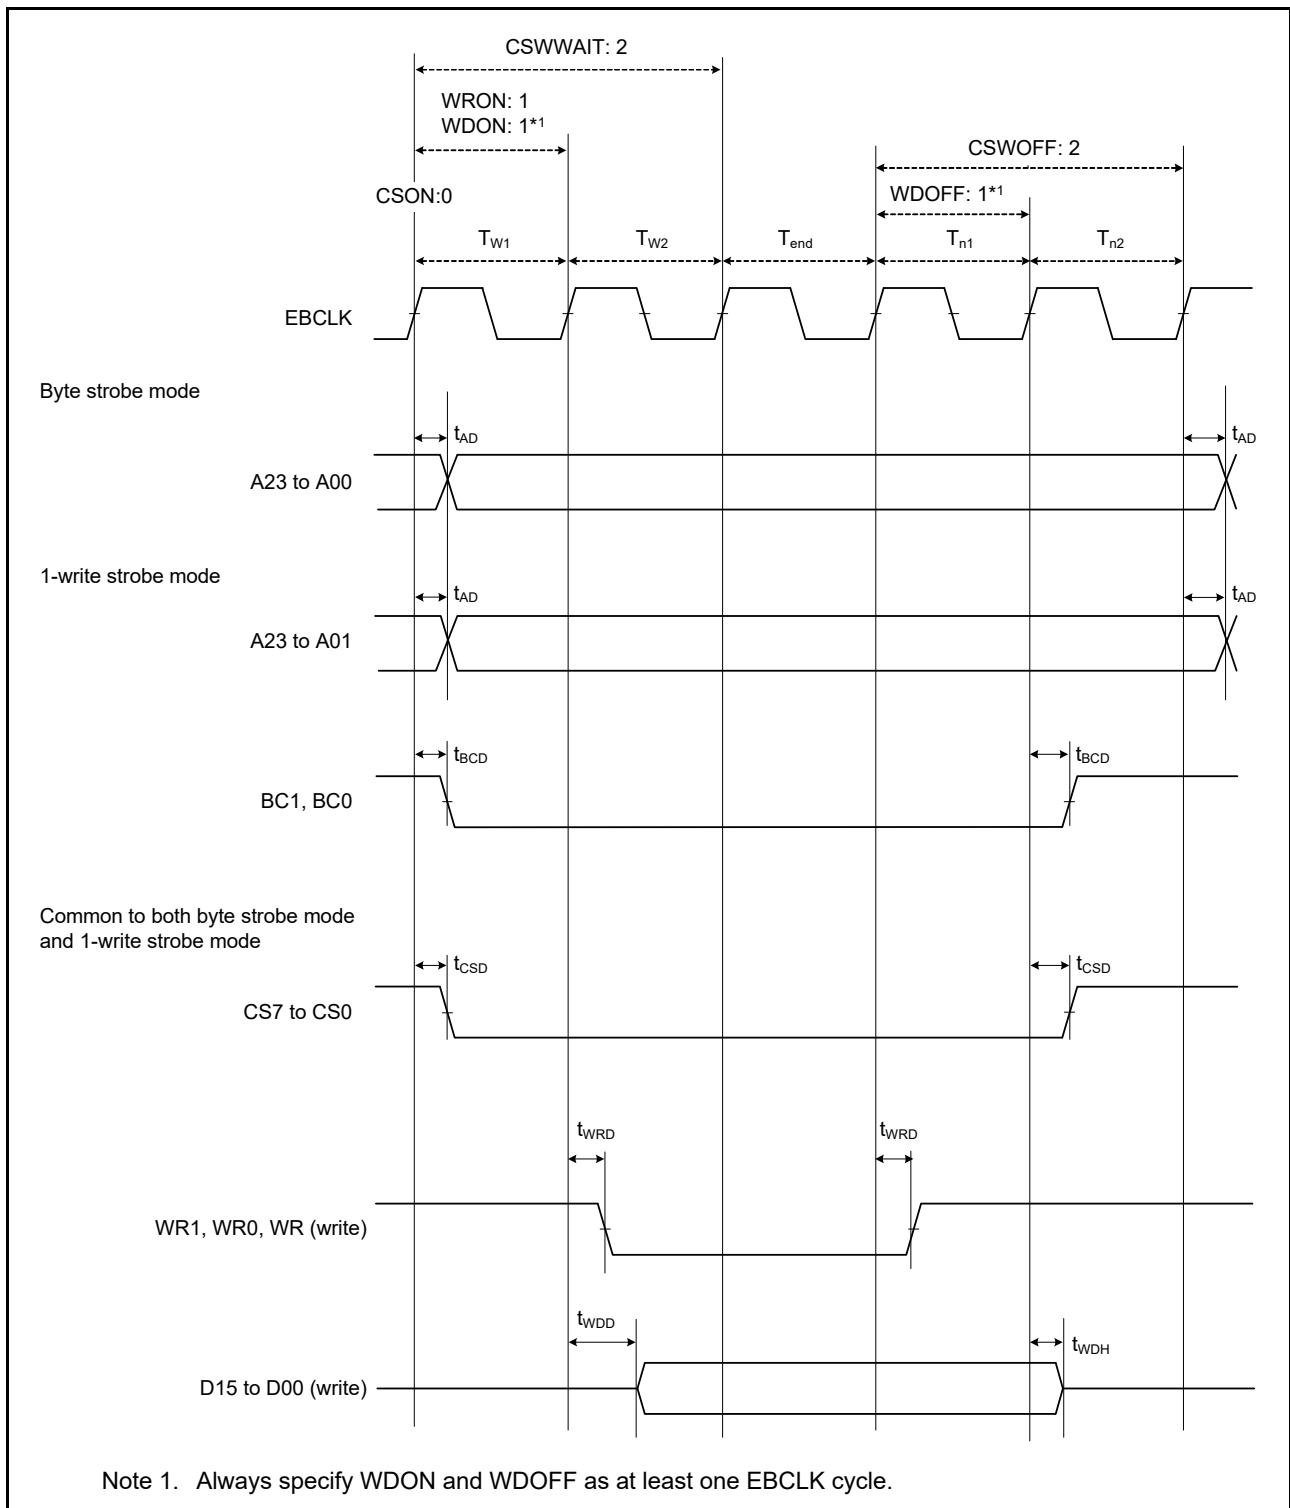 CSWWAIT: 2
WRON: 1
WDON: 1*1
CSWOFF: 2
CSON:0
WDOFF: 1*1
TW1 TW2 Tend Tn1 Tn2
EBCLK
Byte strobe mode
tAD tAD
A23 to A00
1-write strobe mode
tAD tAD
A23 to A01
tBCD tBCD
BC1, BC0
Common to both byte strobe mode
and 1-write strobe mode
tCSD tCSD
CS7 to CS0
tWRD tWRD
WR1, WR0, WR (write)
tWDD tWDH
D15 to D00 (write)
Note 1. Always specify WDON and WDOFF as at least one EBCLK cycle.